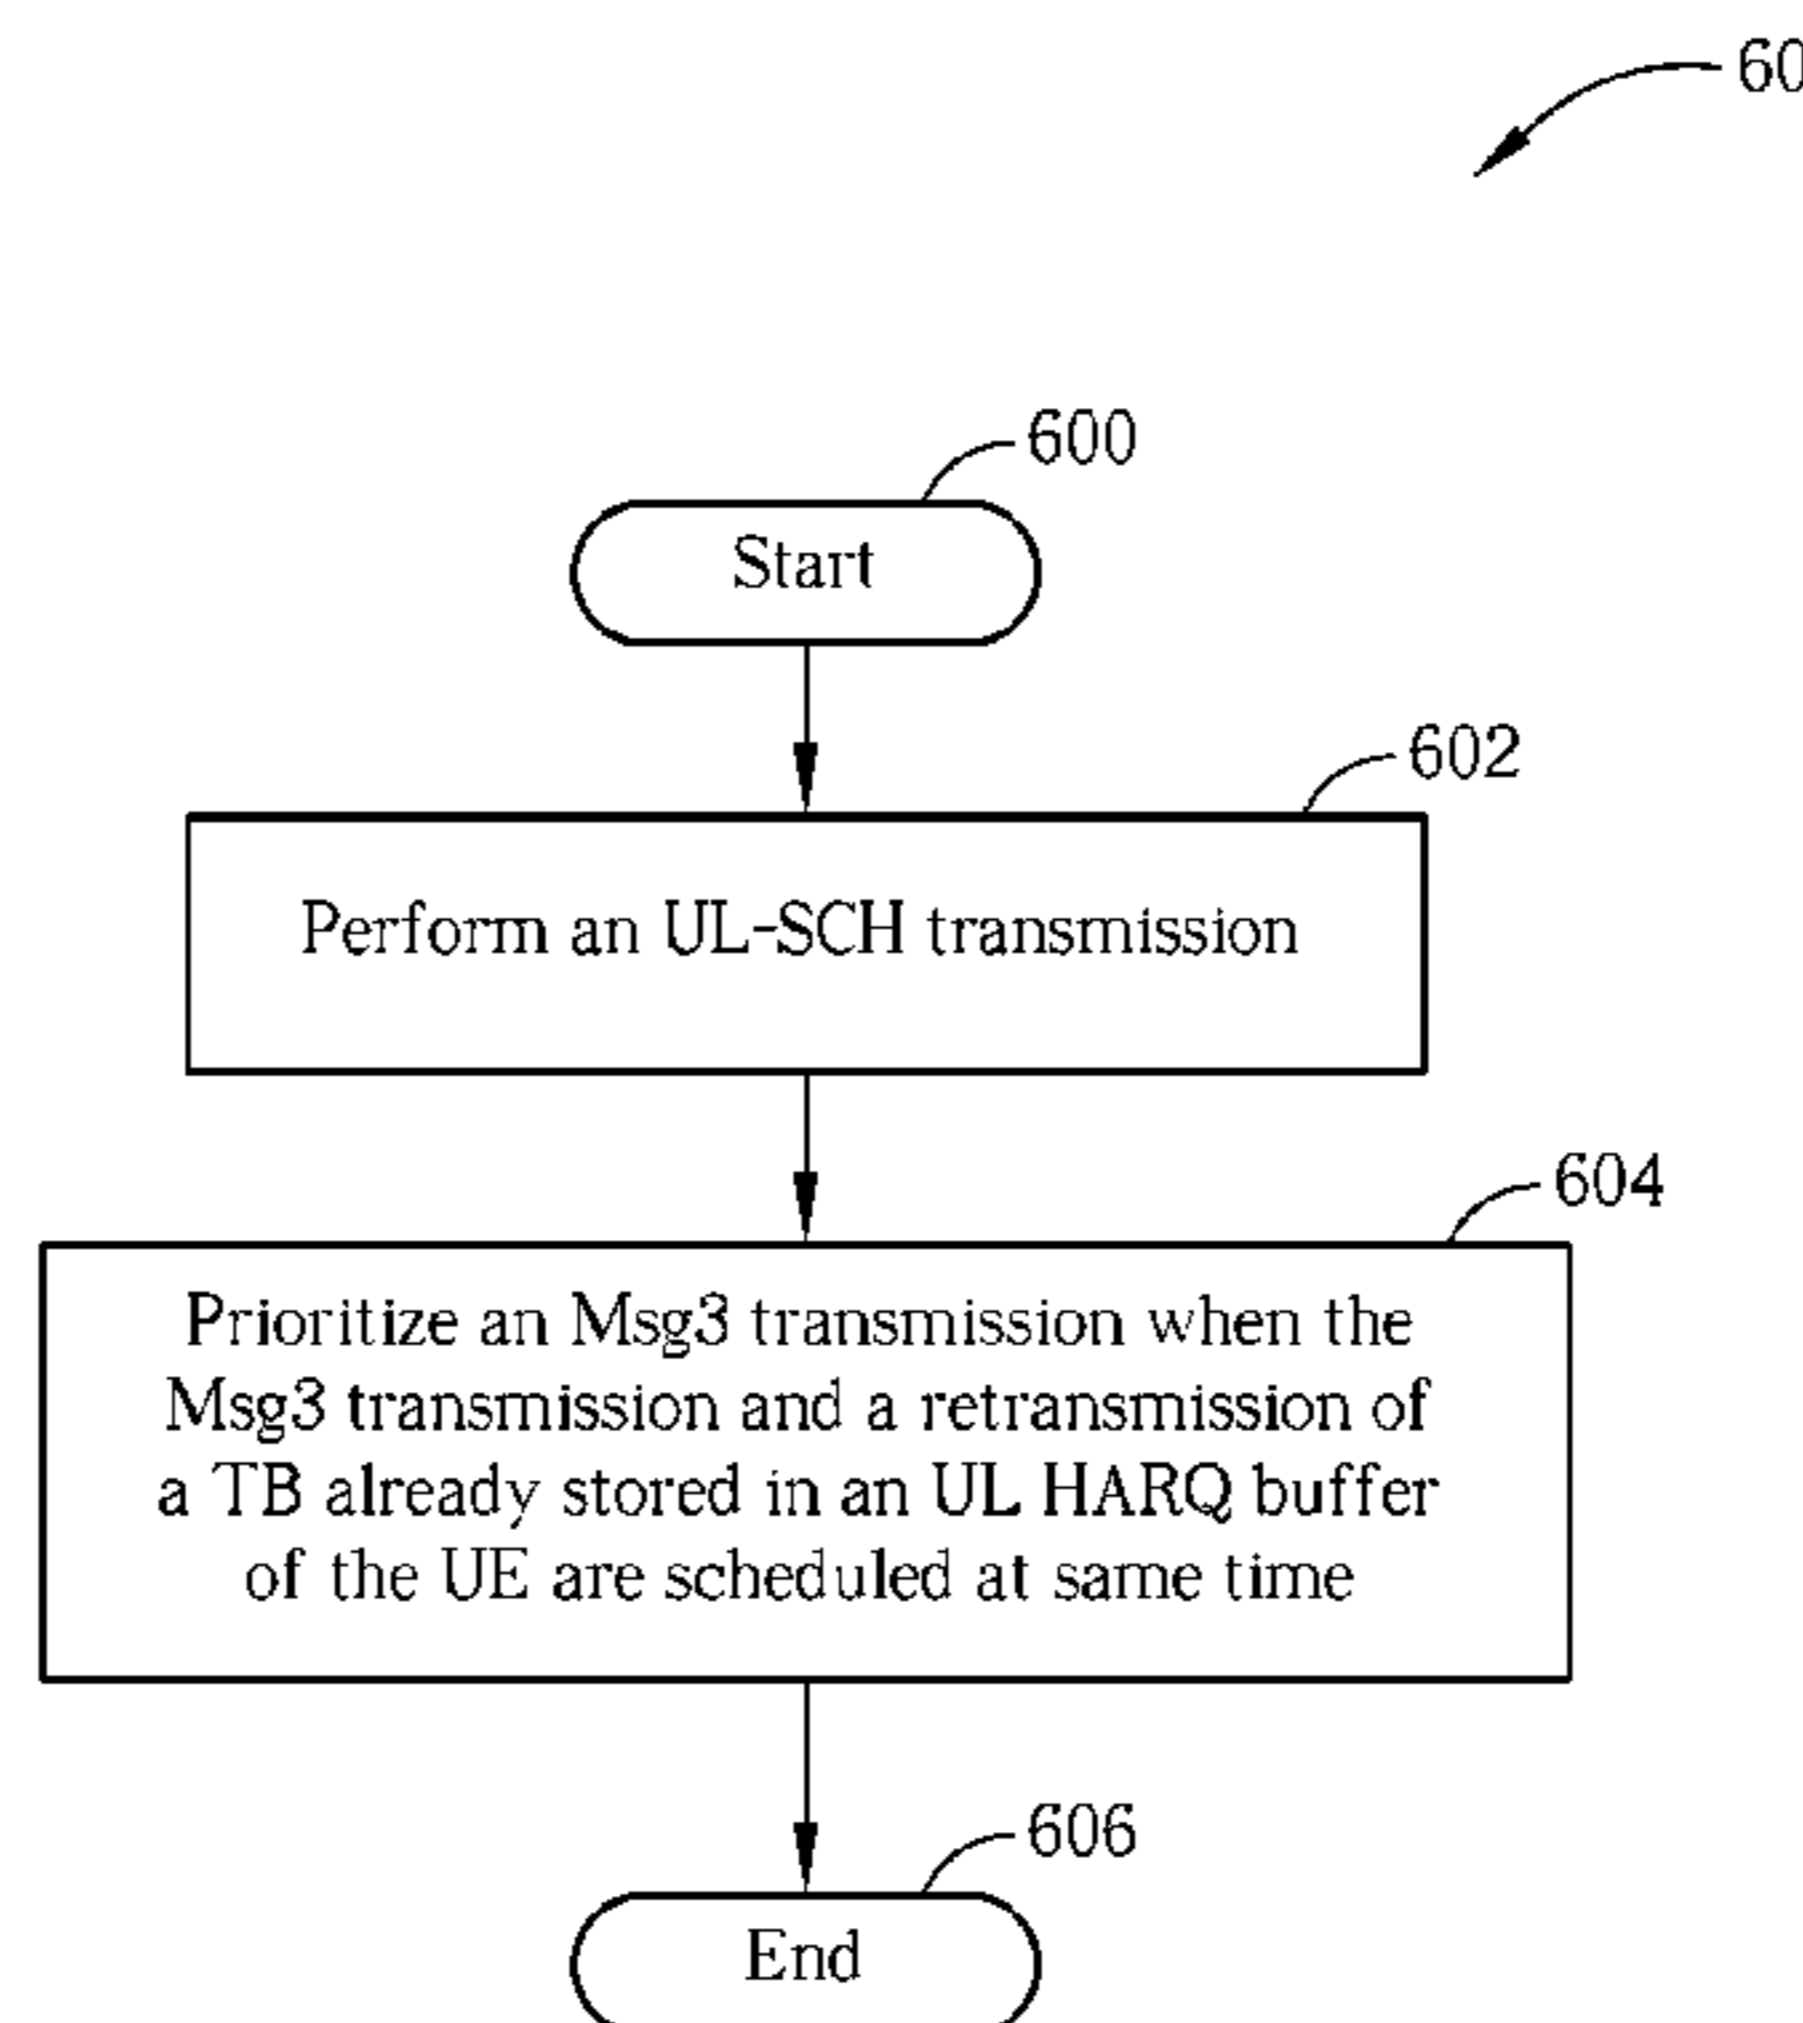 60
600
Start
602
Perform an UL-SCH transmission
604
Prioritize an Msg3 transmission when the
Msg3 transmission and a retransmission of
a TB already stored in an UL HARQ buffer
of the UE are scheduled at same time
606
End